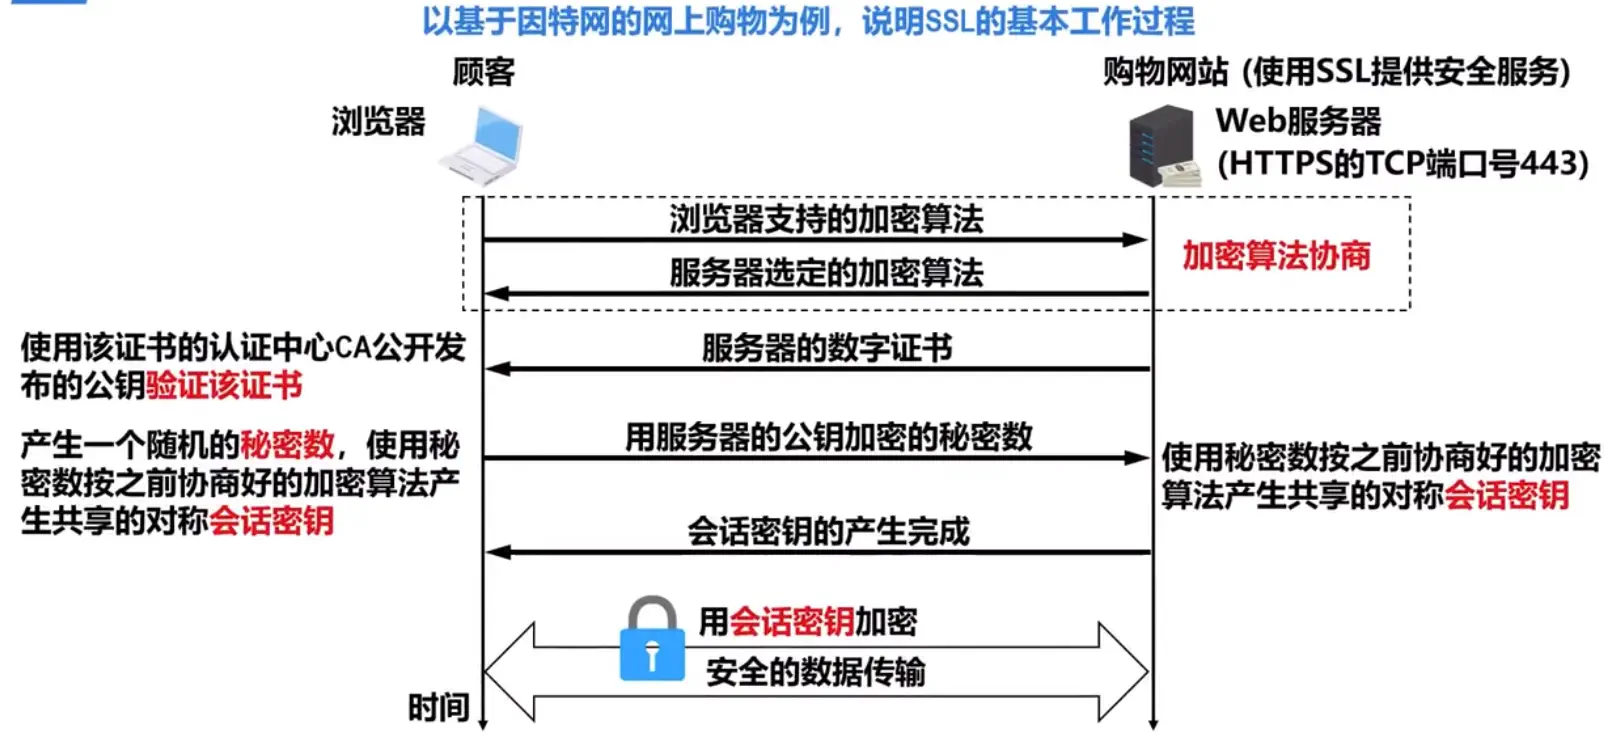 以基于因特网的网上购物为例，说明SSL的基本工作过程
顾客
购物网站 (使用SSL提供安全服务)
浏览器
Web服务器
(HTTPS的TCP端口号443)
浏览器支持的加密算法
加密算法协商
服务器选定的加密算法
使用该证书的认证中心CA公开发
布的公钥验证该证书
服务器的数字证书
产生一个随机的秘密数，使用秘
密数按之前协商好的加密算法产
生共享的对称会话密钥
用服务器的公钥加密的秘密数
使用秘密数按之前协商好的加密
算法产生共享的对称会话密钥
会话密钥的产生完成
用会话密钥加密
安全的数据传输
时间